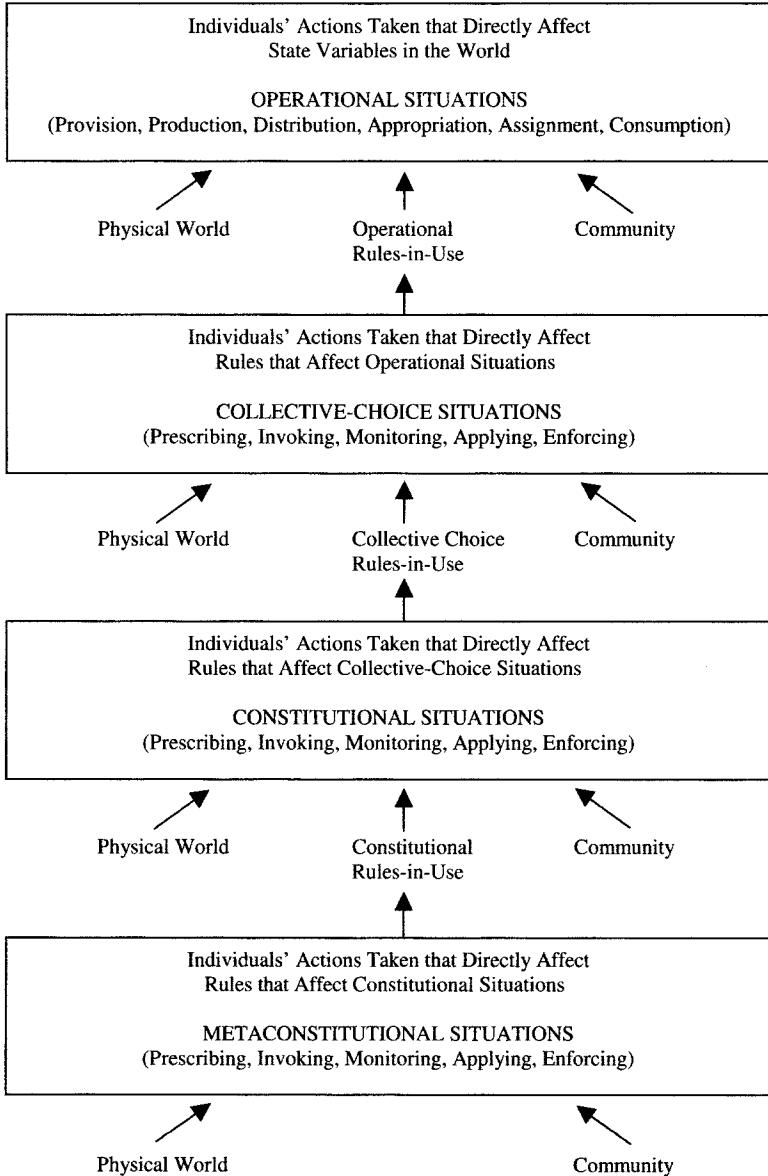 Individuals’ Actions Taken that Directly Affect
State Variables in the World
OPERATIONAL SITUATIONS
(Provision, Production, Distribution, Appropriation, Assignment, Consumption)
Physical World
Operational
Rules-in-Use
Community
Individuals’ Actions Taken that Directly Affect
Rules that Affect Operational Situations
COLLECTIVE-CHOICE SITUATIONS
(Prescribing, Invoking, Monitoring, Applying, Enforcing)
Physical World
Collective Choice
Rules-in-Use
Community
Individuals’ Actions Taken that Directly Affect
Rules that Affect Collective-Choice Situations
CONSTITUTIONAL SITUATIONS
(Prescribing, Invoking, Monitoring, Applying, Enforcing)
Physical World
Constitutional
Rules-in-Use
Community
Individuals’ Actions Taken that Directly Affect
Rules that Affect Constitutional Situations
METACONSTITUTIONAL SITUATIONS
(Prescribing, Invoking, Monitoring, Applying, Enforcing)
Physical World
Community